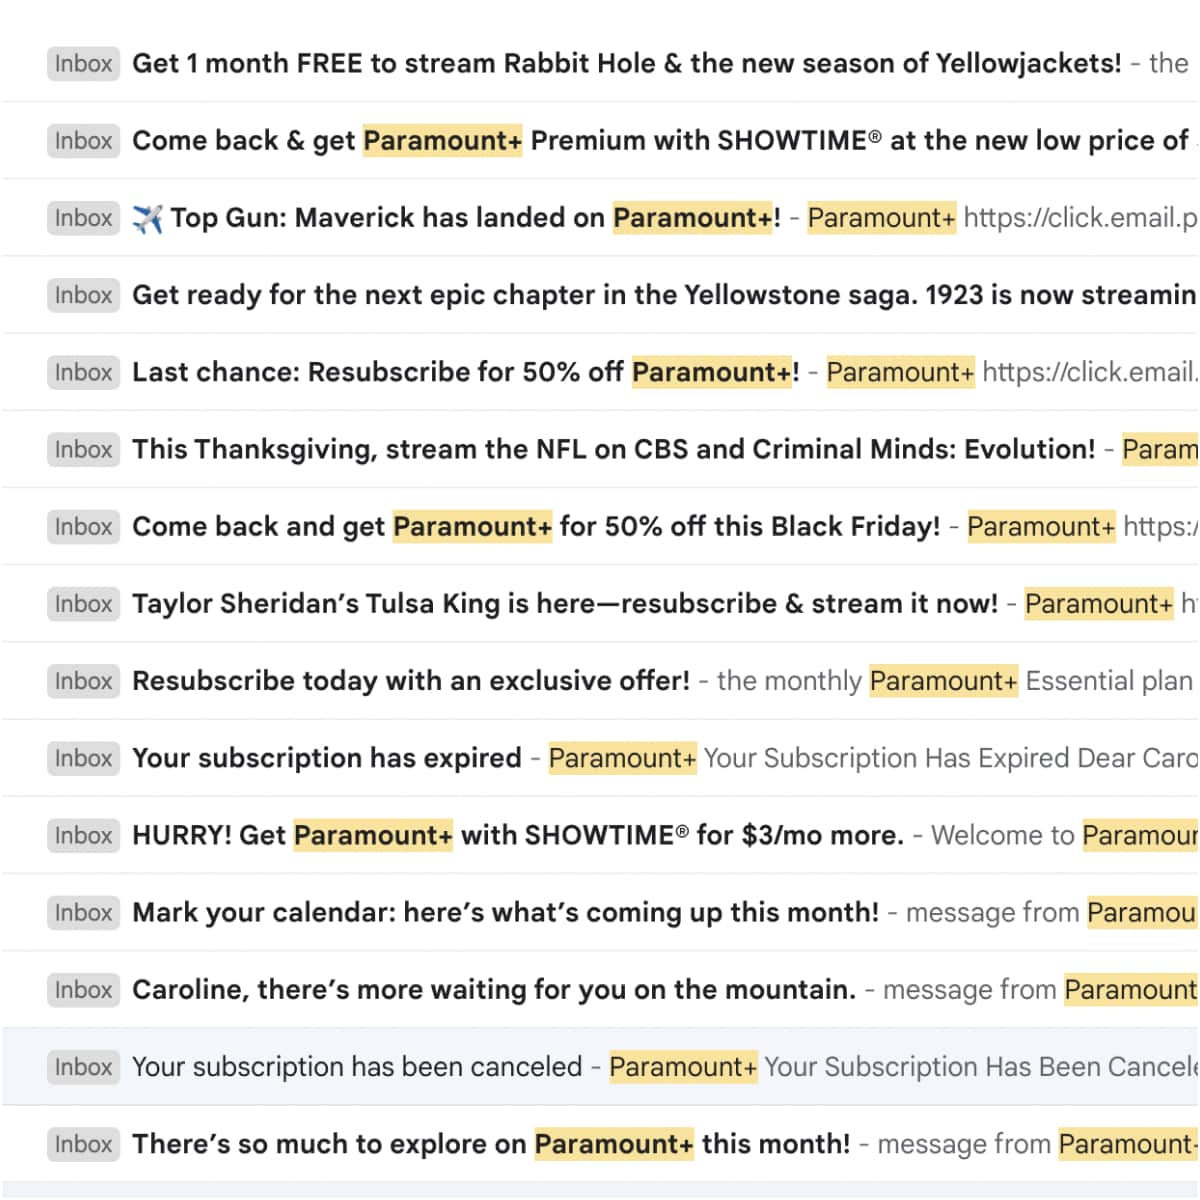 Inbox Get 1 month FREE to stream Rabbit Hole & the new season of Yellowjackets! - the
Inbox Come back & get Paramount+ Premium with SHOWTIME® at the new low price of
Inbox ✈️ Top Gun: Maverick has landed on Paramount+! - Paramount+ https://click.email.p
Inbox Get ready for the next epic chapter in the Yellowstone saga. 1923 is now streamin
Inbox Last chance: Resubscribe for 50% off Paramount+! - Paramount+ https://click.email.
Inbox This Thanksgiving, stream the NFL on CBS and Criminal Minds: Evolution! - Param
Inbox Come back and get Paramount+ for 50% off this Black Friday! - Paramount+ https:/
Inbox Taylor Sheridan’s Tulsa King is here—resubscribe & stream it now! - Paramount+ h
Inbox Resubscribe today with an exclusive offer! - the monthly Paramount+ Essential plan
Inbox Your subscription has expired - Paramount+ Your Subscription Has Expired Dear Caro
Inbox HURRY! Get Paramount+ with SHOWTIME® for $3/mo more. - Welcome to Paramoun
Inbox Mark your calendar: here’s what’s coming up this month! - message from Paramou
Inbox Caroline, there’s more waiting for you on the mountain. - message from Paramount
Inbox Your subscription has been canceled - Paramount+ Your Subscription Has Been Cancele
Inbox There’s so much to explore on Paramount+ this month! - message from Paramount+